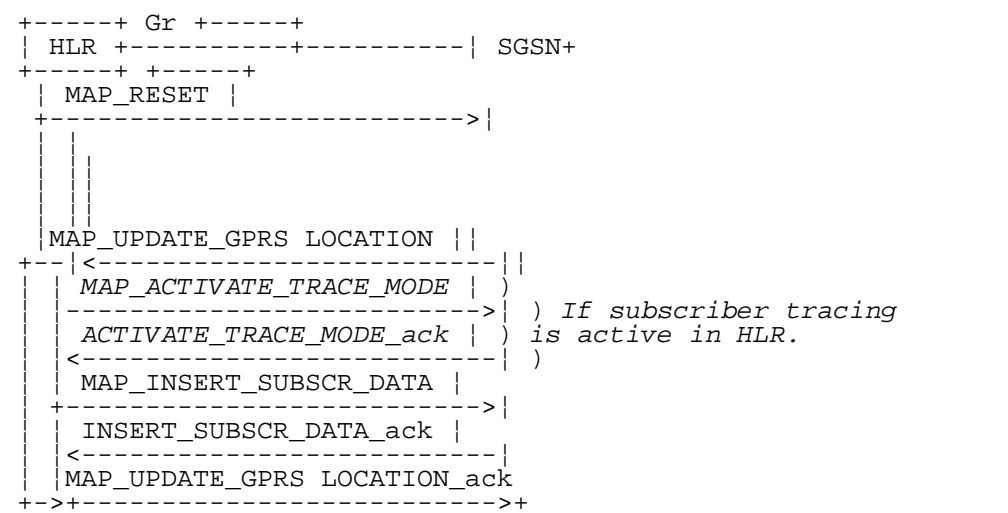 +-----+ Gr +-----+
¦ HLR +----------+----------¦ SGSN+
+-----+ +-----+
¦ MAP_RESET ¦
+-------------------------->¦
¦ ¦
¦ ¦¦
¦ ¦¦
¦ ¦¦
¦MAP_UPDATE_GPRS LOCATION ¦¦
+--¦<-------------------------¦¦
¦ ¦ MAP_ACTIVATE_TRACE_MODE ¦ )
¦ ¦-------------------------->¦ ) If subscriber tracing
¦ ¦ ACTIVATE_TRACE_MODE_ack ¦ ) is active in HLR.
¦ ¦<--------------------------¦ )
¦ ¦ MAP_INSERT_SUBSCR_DATA ¦
¦ +-------------------------->¦
¦ ¦ INSERT_SUBSCR_DATA_ack ¦
¦ ¦<--------------------------¦
¦ ¦MAP_UPDATE_GPRS LOCATION_ack
+->+-------------------------->+